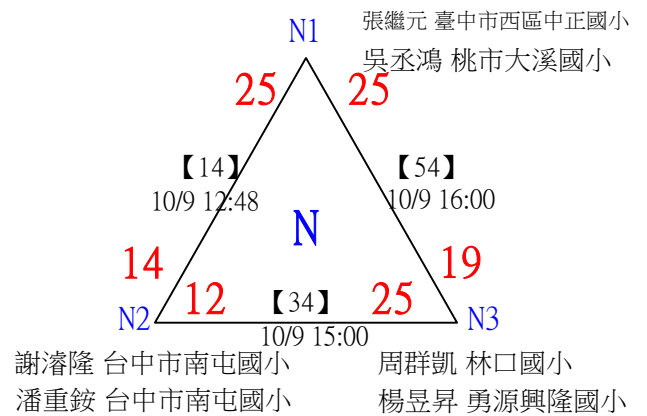 N1
張繼元 臺中市西區中正國小
吳丞鴻 桃市大溪國小
25
25
【14】
10/9 12:48
【54】
10/9 16:00
N
14
19
12
【34】
25
N2
10/9 15:00
N3
謝濬隆 台中市南屯國小
周群凱 林口國小
潘重銨 台中市南屯國小
楊昱昇 勇源興隆國小